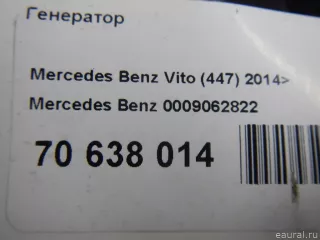 Генератор
Mercedes Benz Vito (447) 2014>
Mercedes Benz 0009062822
70 638 014
eaural.ru